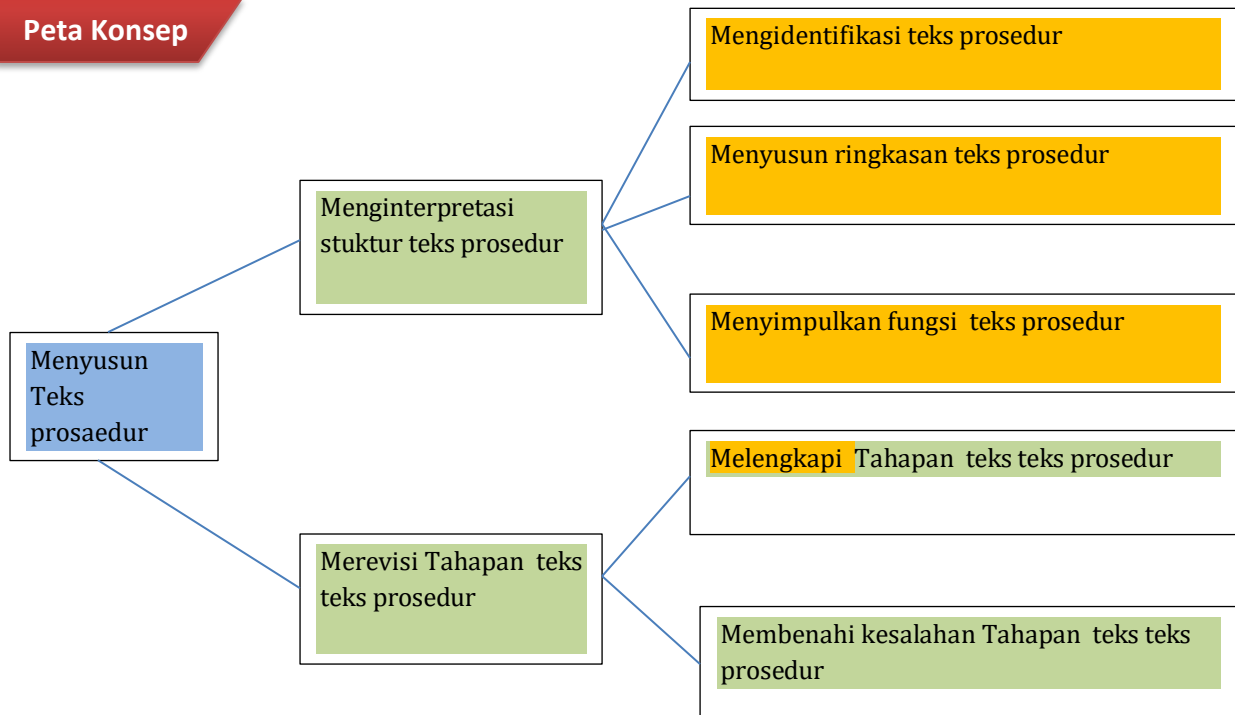 Peta Konsep
Mengidentifikasi teks prosedur
Menyusun ringkasan teks prosedur
Menginterpretasi
stuktur teks prosedur
Menyimpulkan fungsi  teks prosedur
Menyusun
Teks
prosaedur
Melengkapi  Tahapan  teks teks prosedur
Merevisi Tahapan  teks
teks prosedur
Membenahi kesalahan Tahapan  teks teks
prosedur